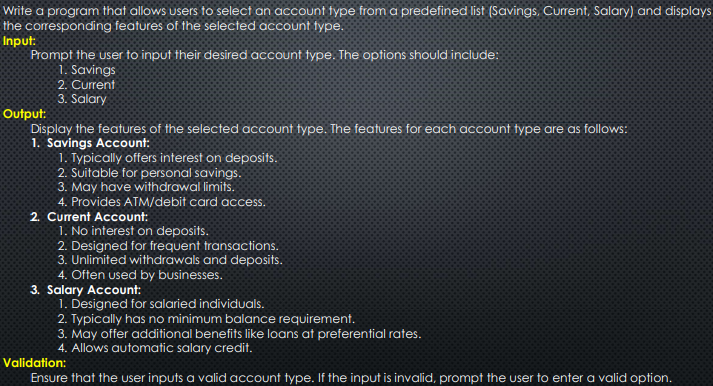 Write a program that allows users to select an account type from a predefined list (Savings, Current, Salary) and displays
the corresponding features of the selected account type.
Input:
Prompt the user to input their desired account type. The options should include:
1. Savings
2. Current
3. Salary
Output:
Display the features of the selected account type. The features for each account type are as follows:
1. Savings Account:
1. Typically offers interest on deposits.
2. Suitable for personal savings.
3. May have withdrawal limits.
4. Provides ATM/debit card access.
2. Current Account:
1. No interest on deposits.
2. Designed for frequent transactions.
3. Unlimited withdrawals and deposits.
4. Often used by businesses.
3. Salary Account:
1. Designed for salaried individuals.
2. Typically has no minimum balance requirement.
3. May offer additional benefits like loans at preferential rates.
4. Allows automatic salary credit.
Validation:
Ensure that the user inputs a valid account type. If the input is invalid, prompt the user to enter a valid option.